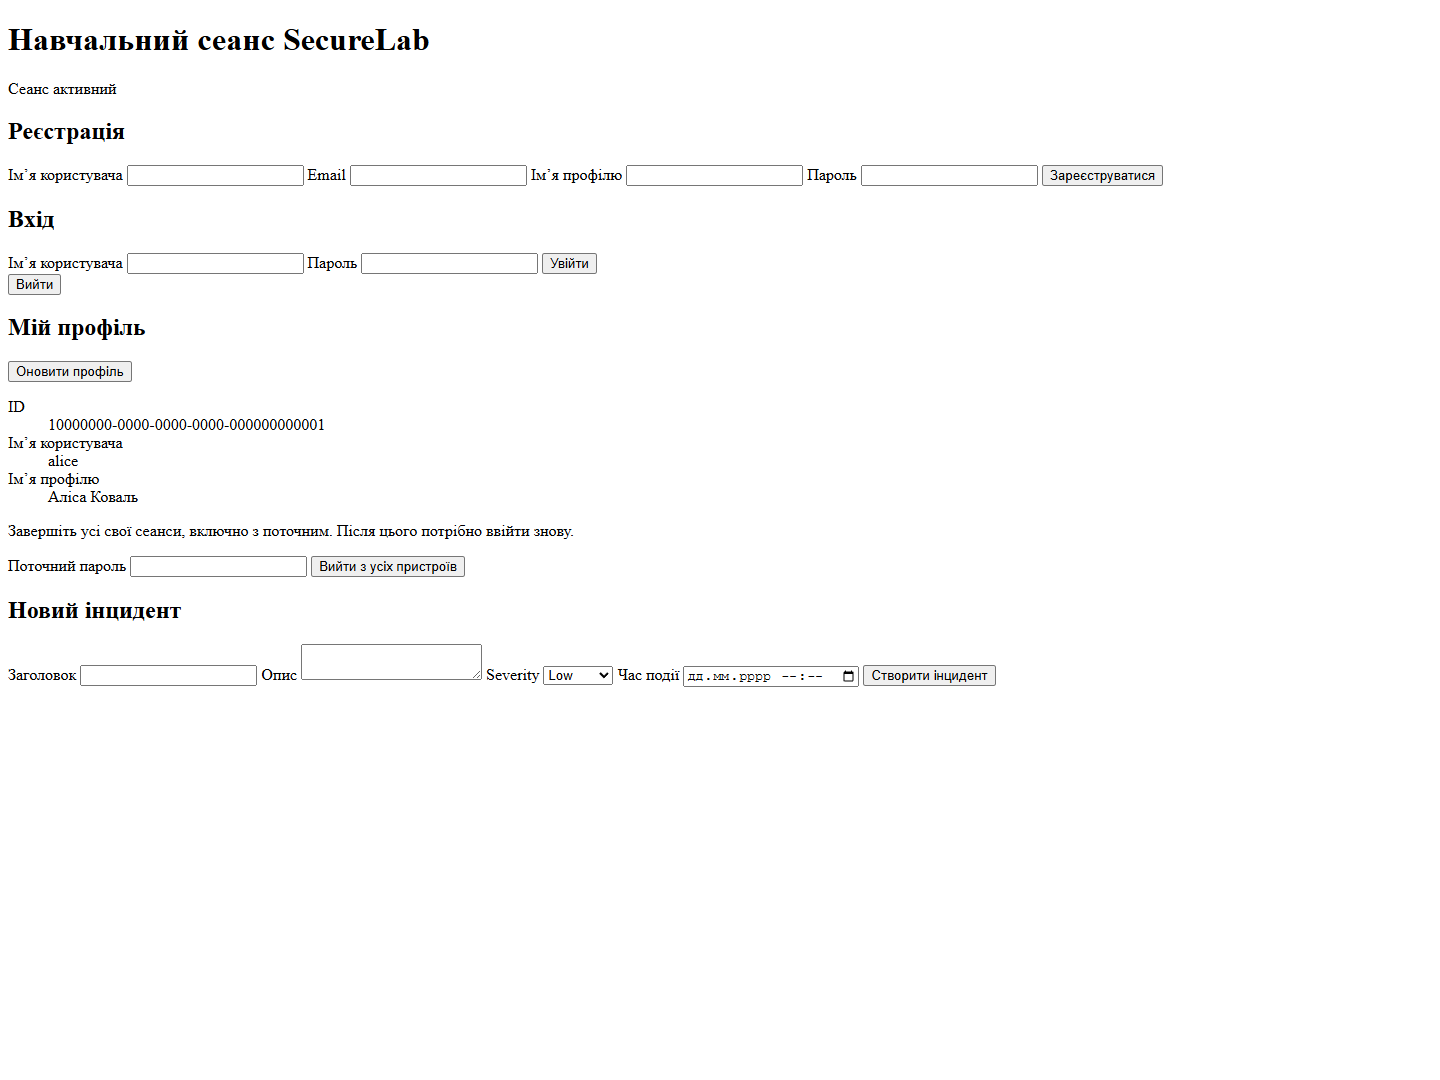 Навчальний сеанс SecureLab
Сеанс активний
Реєстрація
Ім’я користувача Email Ім’я профілю Пароль Зареєструватися
Вхід
Ім’я користувача Пароль Увійти
Вийти
Мій профіль
Оновити профіль
ID
10000000-0000-0000-0000-000000000001
Ім’я користувача
alice
Ім’я профілю
Аліса Коваль
Завершіть усі свої сеанси, включно з поточним. Після цього потрібно ввійти знову.
Поточний пароль Вийти з усіх пристроїв
Новий інцидент
Заголовок Опис Severity Low Час події дд.мм.рррр --:-- Створити інцидент